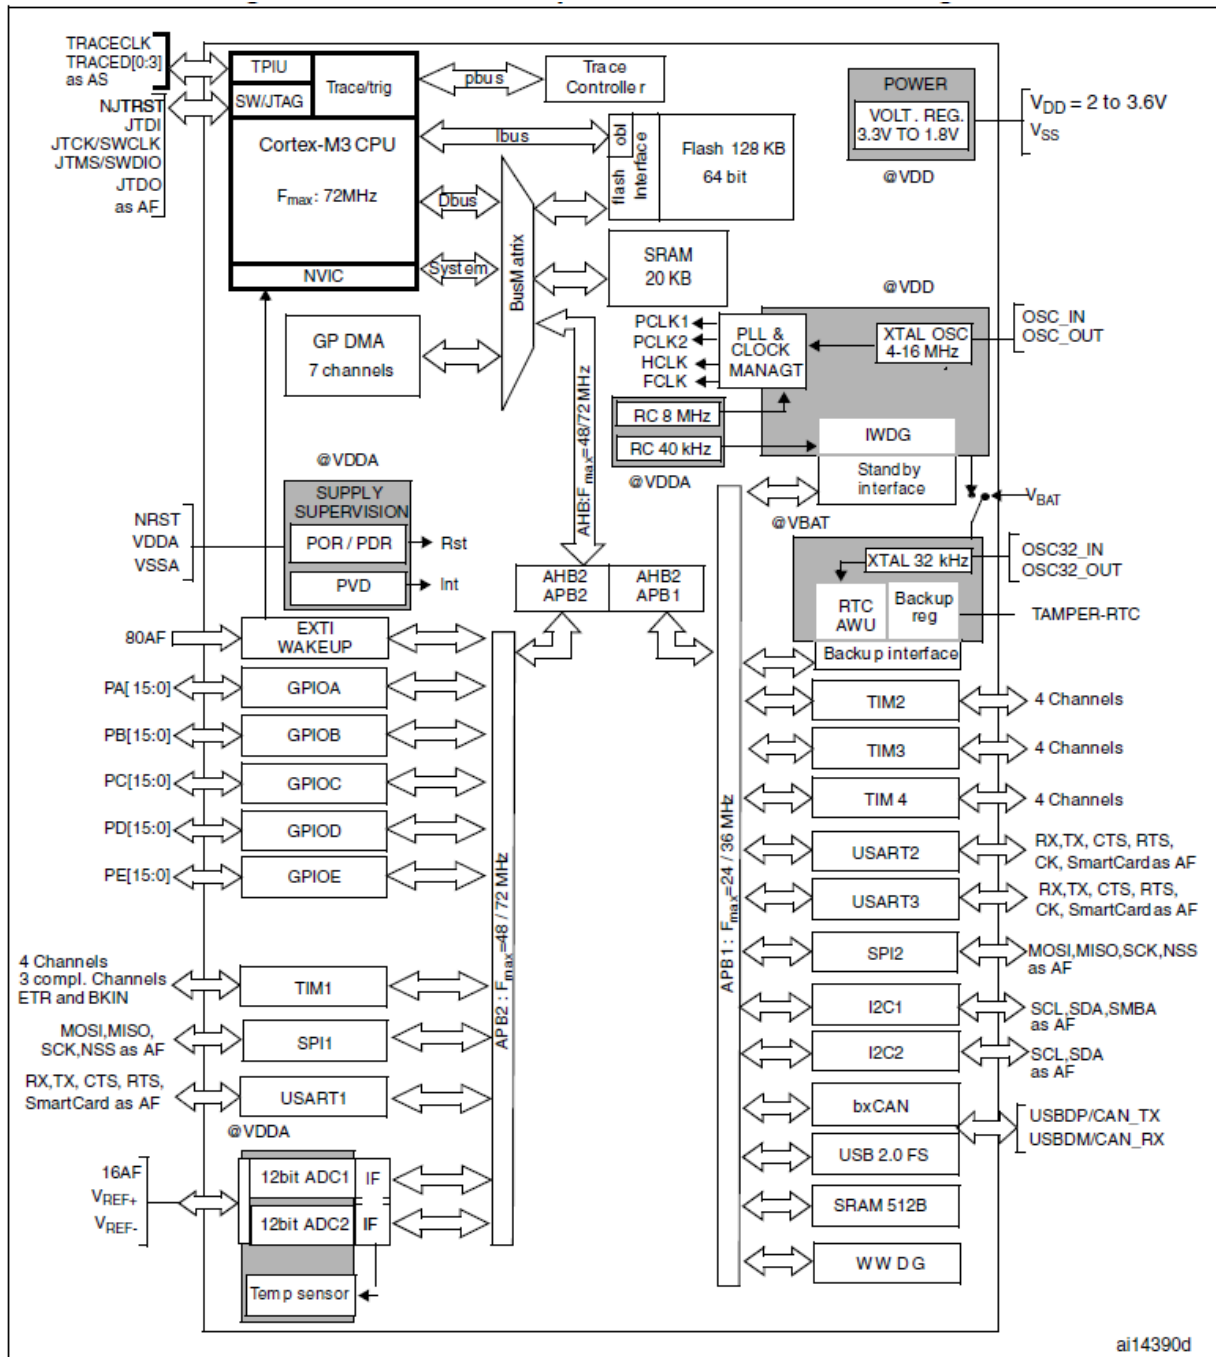 TRACECLK
TRACED[0:3]
as AS
NJTRST
JTDI
JTCK/SWCLK
JTMS/SWDIO
JTDO
as AF
TPIU
SW/JTAG
Trace/trig
Cortex-M3 CPU
Fmax: 72MHz
NVIC
pbus
Trace
Controller
Ibus
Dbus
System
BusMatrix
flash obl
Interface
Flash 128 KB
64 bit
SRAM
20 KB
POWER
VOLT. REG.
3.3V TO 1.8V
@VDD
VDD = 2 to 3.6V
VSS
GP DMA
7 channels
AHB:Fmax=48/72 MHz
@VDD
PCLK1
PCLK2
HCLK
FCLK
PLL &
CLOCK
MANAGT
XTAL OSC
4-16 MHz
OSC_IN
OSC_OUT
RC 8 MHz
RC 40 kHz
@VDDA
IWDG
Standby
interface
VBAT
@VBAT
XTAL 32 kHz
OSC32_IN
OSC32_OUT
RTC
AWU
Backup
reg
TAMPER-RTC
Backup interface
@VDDA
SUPPLY
SUPERVISION
POR / PDR
Rst
PVD
Int
NRST
VDDA
VSSA
AHB2
APB2
AHB2
APB1
80AF
EXTI
WAKEUP
PA[15:0]
GPIOA
PB[15:0]
GPIOB
PC[15:0]
GPIOC
PD[15:0]
GPIOD
PE[15:0]
GPIOE
4 Channels
3 compl. Channels
ETR and BKIN
TIM1
MOSI,MISO,
SCK,NSS as AF
SPI1
RX,TX, CTS, RTS,
SmartCard as AF
USART1
@VDDA
16AF
VREF+
VREF-
12bit ADC1
IF
12bit ADC2
IF
Temp sensor
APB2 : Fmax=48 / 72 MHz
APB1 : Fmax=24 / 36 MHz
TIM2
4 Channels
TIM3
4 Channels
TIM 4
4 Channels
USART2
RX,TX, CTS, RTS,
CK, SmartCard as AF
USART3
RX,TX, CTS, RTS,
CK, SmartCard as AF
SPI2
MOSI,MISO,SCK,NSS
as AF
I2C1
SCL,SDA,SMBA
as AF
I2C2
SCL,SDA
as AF
bxCAN
USBDP/CAN_TX
USBDM/CAN_RX
USB 2.0 FS
SRAM 512B
WWDG
ai14390d